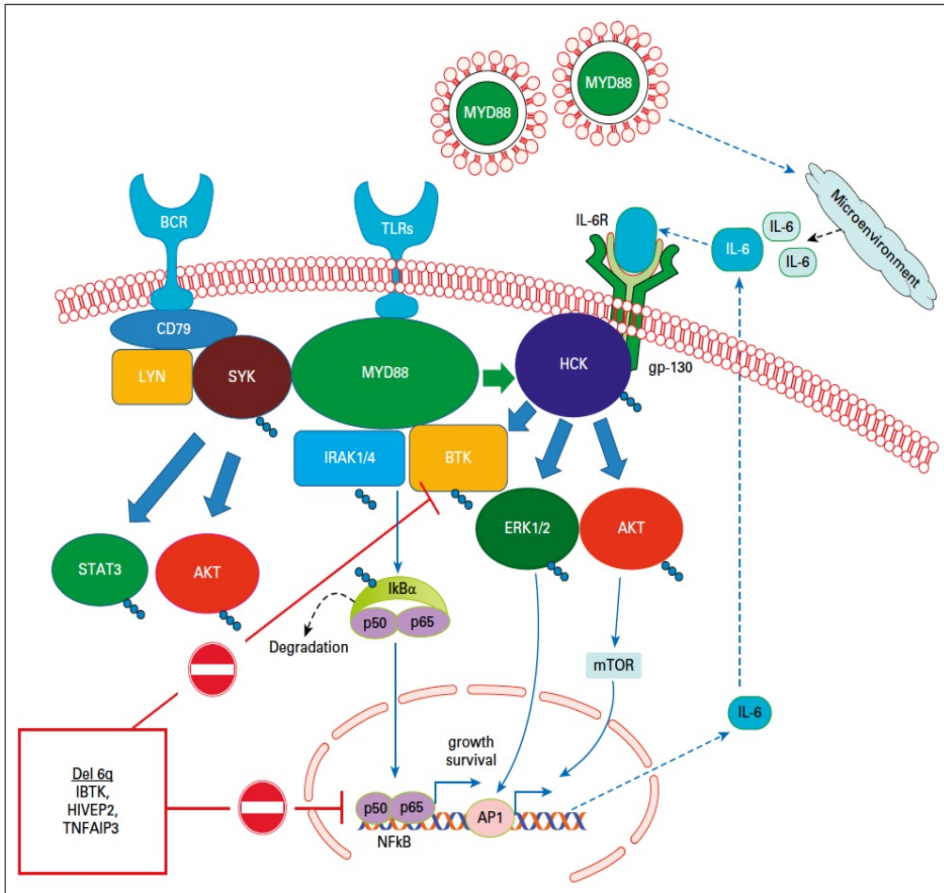 MYD88
MYD88
Microenvironment
BCR
TLRs
IL-6R
IL-6
IL-6
IL-6
CD79
LYN
SYK
MYD88
HCK
gp-130
IRAK1/4
BTK
ERK1/2
AKT
STAT3
AKT
IkBα
p50
p65
Degradation
mTOR
IL-6
growth
survival
Del 6q
IBTK,
HIVEP2,
TNFAIP3
p50
p65
AP1
NFkB